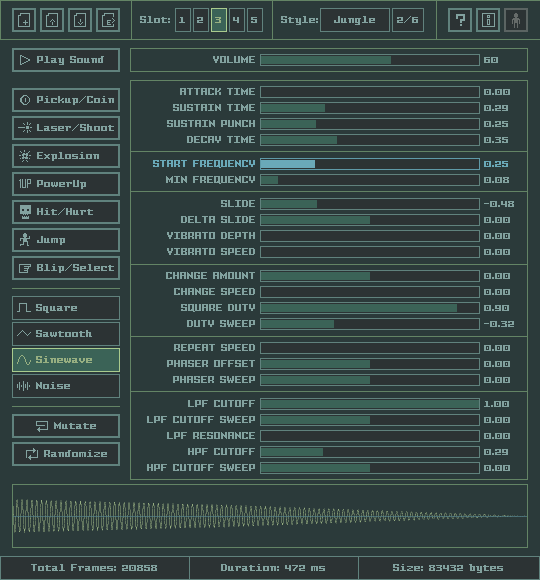 Slot: 1 2 3 4 5 Style: Jungle 2/6 ? i
Play Sound
Pickup/Coin
Laser/Shoot
Explosion
1UP PowerUp
Hit/Hurt
Jump
Blip/Select
Square
Sawtooth
Sinewave
Noise
Mutate
Randomize
VOLUME 60
ATTACK TIME 0.00
SUSTAIN TIME 0.29
SUSTAIN PUNCH 0.25
DECAY TIME 0.35
START FREQUENCY 0.25
MIN FREQUENCY 0.08
SLIDE -0.48
DELTA SLIDE 0.00
VIBRATO DEPTH 0.00
VIBRATO SPEED 0.00
CHANGE AMOUNT 0.00
CHANGE SPEED 0.00
SQUARE DUTY 0.90
DUTY SWEEP -0.32
REPEAT SPEED 0.00
PHASER OFFSET 0.00
PHASER SWEEP 0.00
LPF CUTOFF 1.00
LPF CUTOFF SWEEP 0.00
LPF RESONANCE 0.00
HPF CUTOFF 0.29
HPF CUTOFF SWEEP 0.00
Total Frames: 20858 Duration: 472 ms Size: 83432 bytes